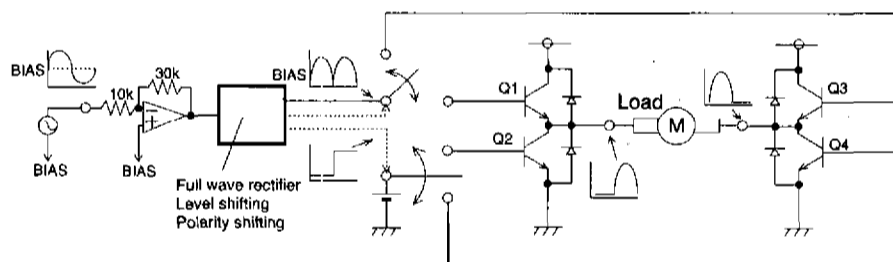 BIAS
10k
30k
BIAS
BIAS
Full wave rectifier
Level shifting
Polarity shifting
BIAS
Q1
Q2
Load
M
Q3
Q4